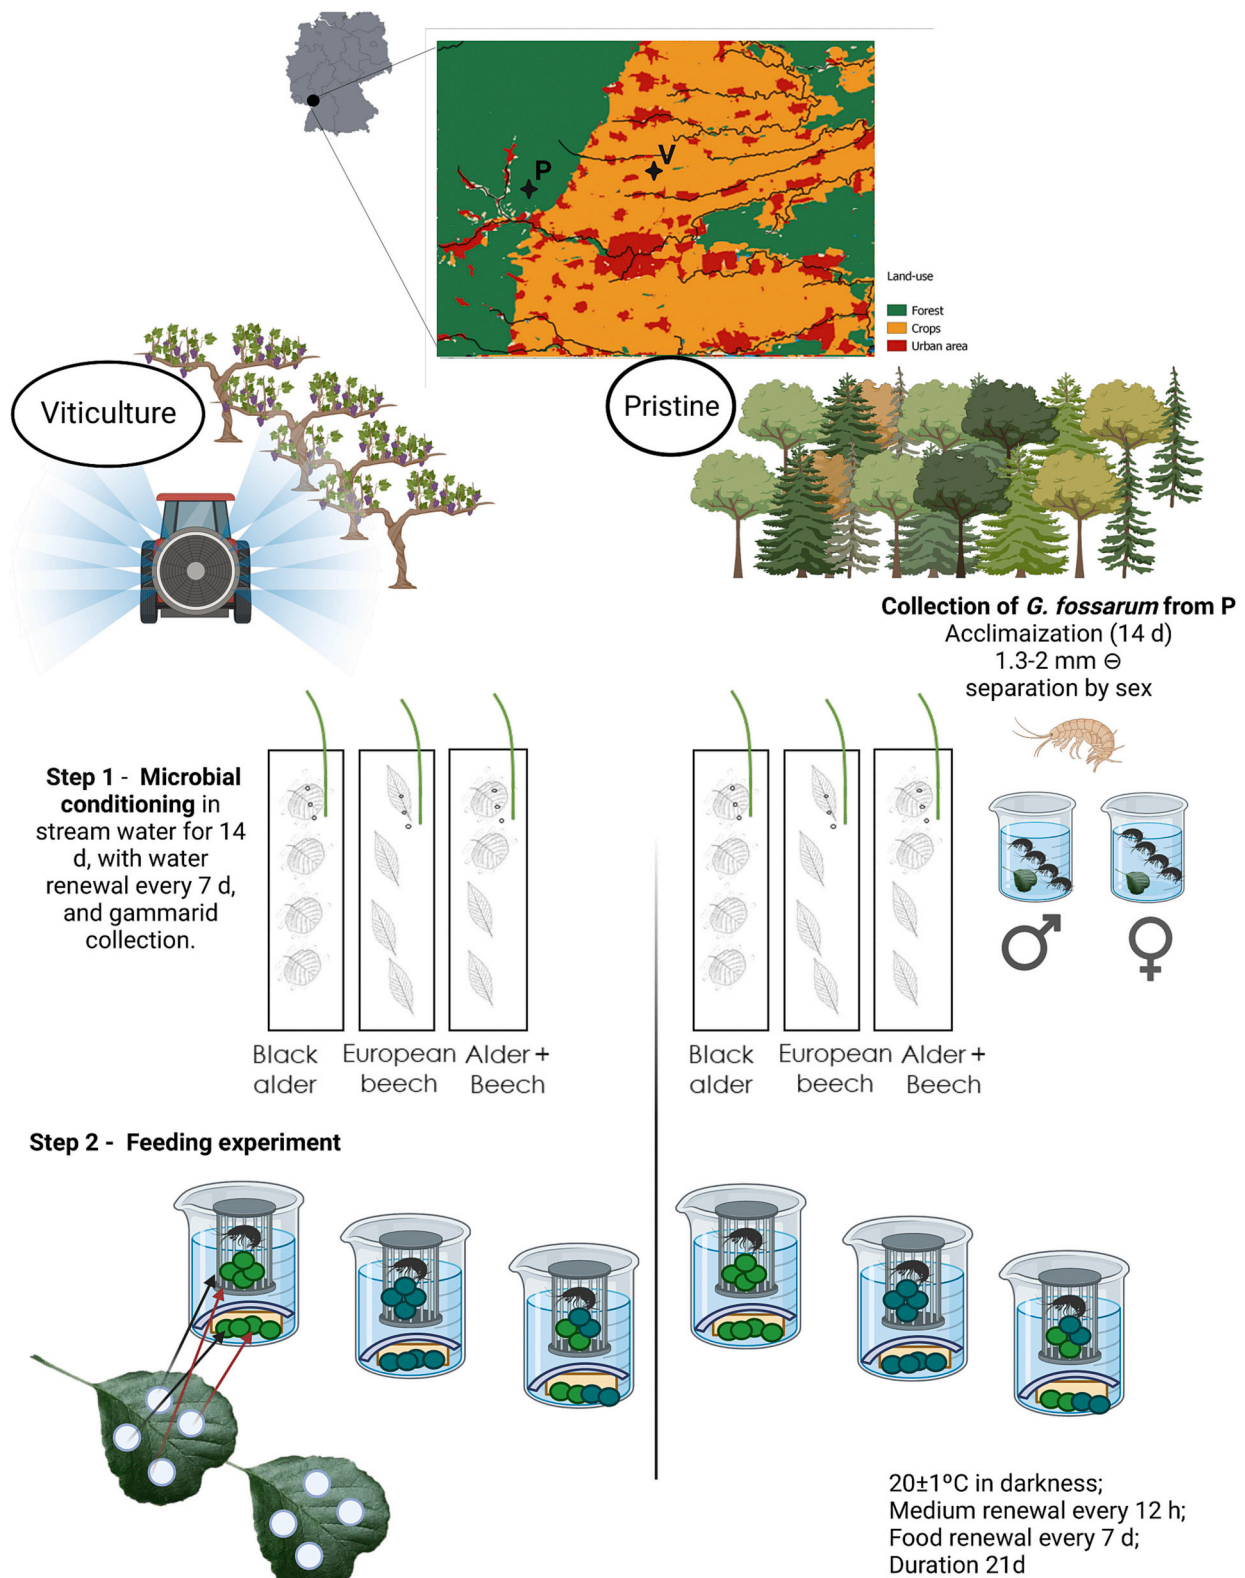 P
V
Land-use
Forest
Crops
Urban area
Viticulture
Pristine
Collection of G. fossarum from P
Acclimaization (14 d)
1.3-2 mm ⊖
separation by sex
Step 1 - Microbial
conditioning in
stream water for 14
d, with water
renewal every 7 d,
and gammarid
collection.
Black
alder
European
beech
Alder +
Beech
Black
alder
European
beech
Alder +
Beech
Step 2 - Feeding experiment
20±1ºC in darkness;
Medium renewal every 12 h;
Food renewal every 7 d;
Duration 21d